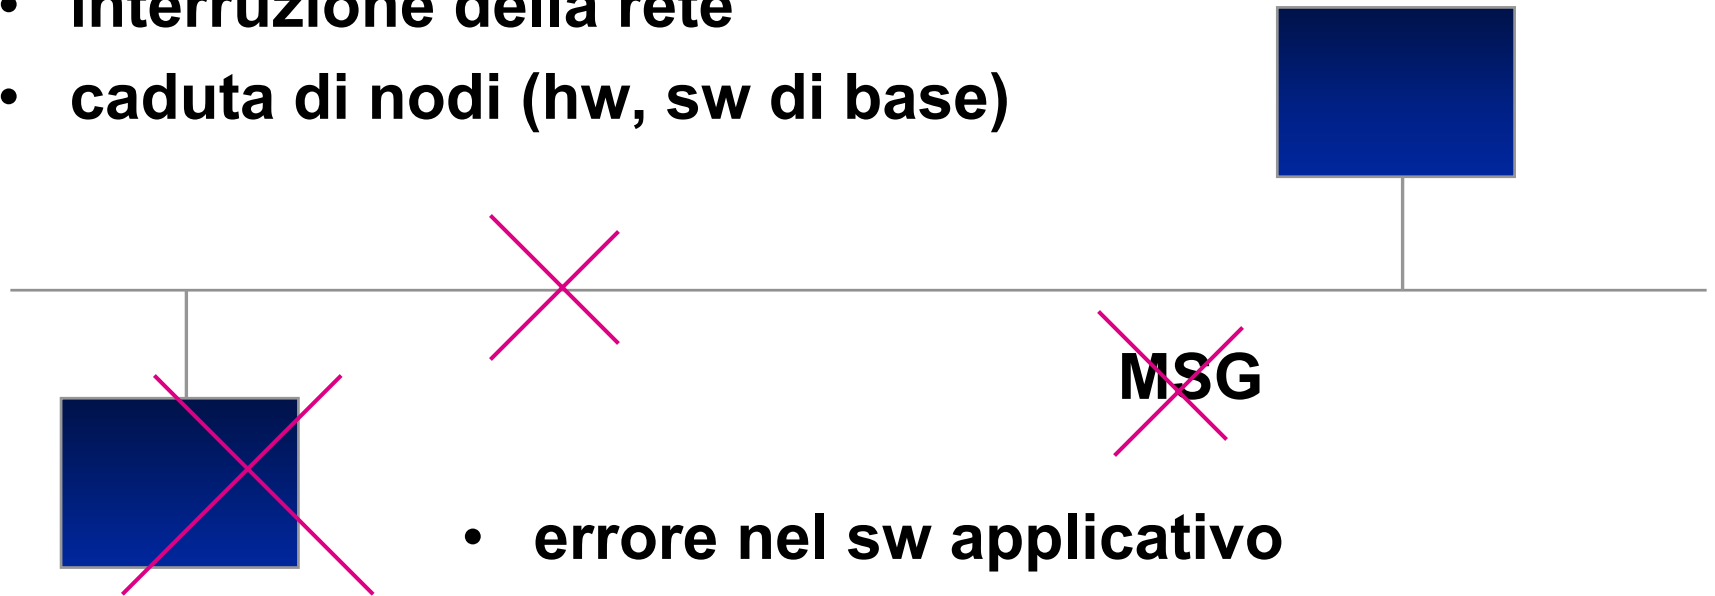 • interruzione della rete
• caduta di nodi (hw, sw di base)
MSG
• errore nel sw applicativo